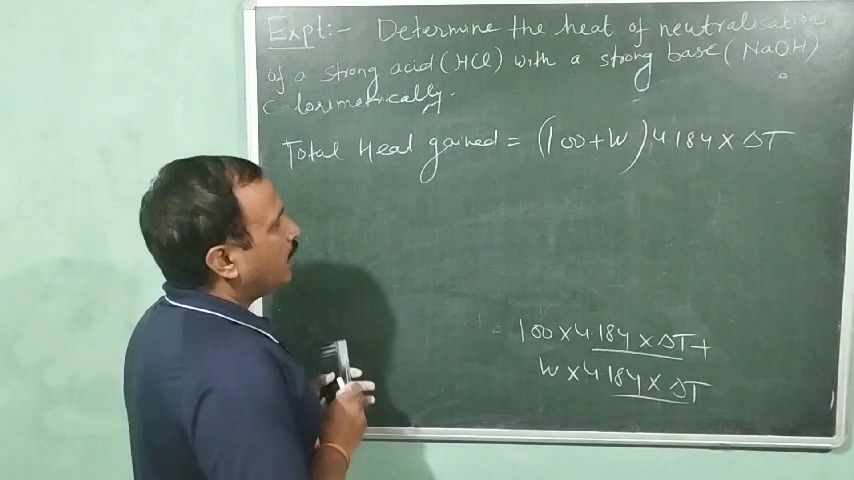 Expt:- Determine the heat of neutralisation
of a strong acid (HCl) with a strong base (NaOH)
Calorimetrically.
Total Heat gained = (100+W) 4.184 x ΔT
= 100 x 4.184 x ΔT +
W x 4.184 x ΔT